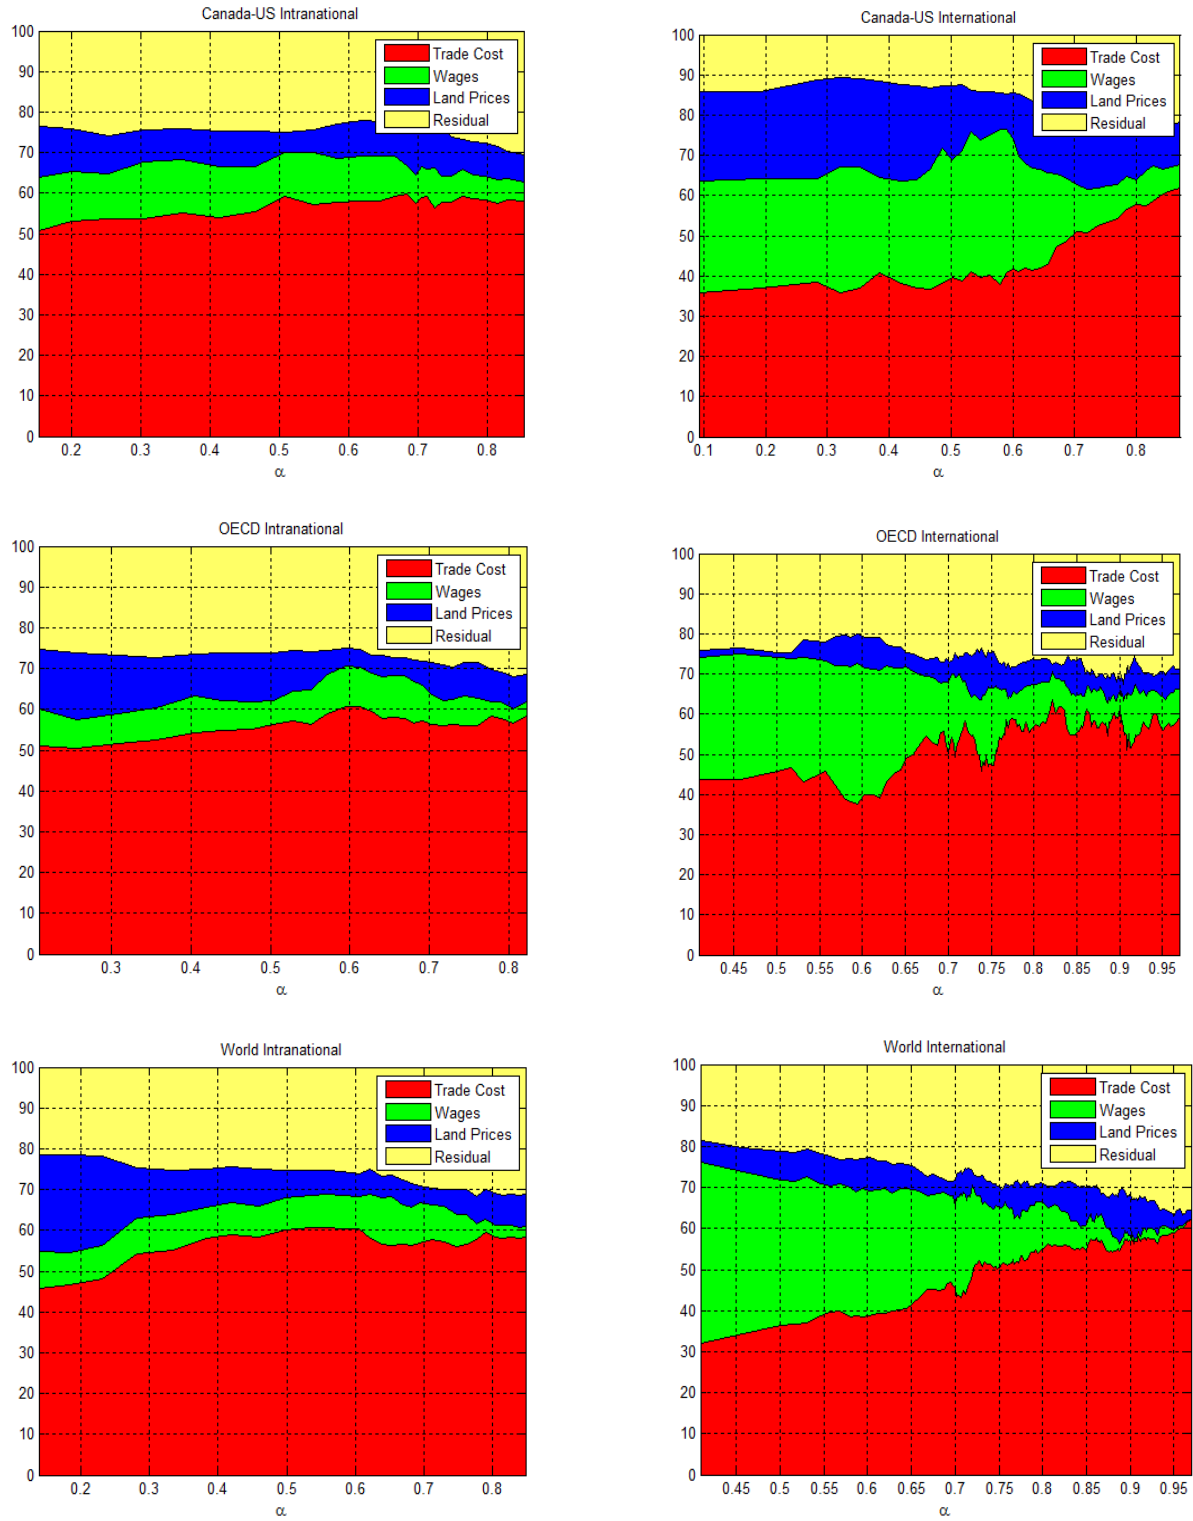 Canada-US Intranational
100
90
80
70
60
50
40
30
20
10
0
Trade Cost
Wages
Land Prices
Residual
0.2 0.3 0.4 0.5 0.6 0.7 0.8
α
Canada-US International
100
90
80
70
60
50
40
30
20
10
0
Trade Cost
Wages
Land Prices
Residual
0.1 0.2 0.3 0.4 0.5 0.6 0.7 0.8
α
OECD Intranational
100
90
80
70
60
50
40
30
20
10
0
Trade Cost
Wages
Land Prices
Residual
0.3 0.4 0.5 0.6 0.7 0.8
α
OECD International
100
90
80
70
60
50
40
30
20
10
0
Trade Cost
Wages
Land Prices
Residual
0.45 0.5 0.55 0.6 0.65 0.7 0.75 0.8 0.85 0.9 0.95
α
World Intranational
100
90
80
70
60
50
40
30
20
10
0
Trade Cost
Wages
Land Prices
Residual
0.2 0.3 0.4 0.5 0.6 0.7 0.8
α
World International
100
90
80
70
60
50
40
30
20
10
0
Trade Cost
Wages
Land Prices
Residual
0.45 0.5 0.55 0.6 0.65 0.7 0.75 0.8 0.85 0.9 0.95
α